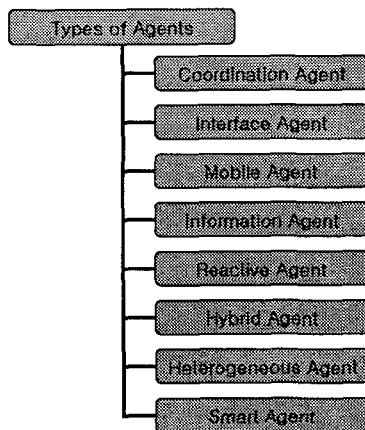 Types of Agents
Coordination Agent
Interface Agent
Mobile Agent
Information Agent
Reactive Agent
Hybrid Agent
Heterogeneous Agent
Smart Agent